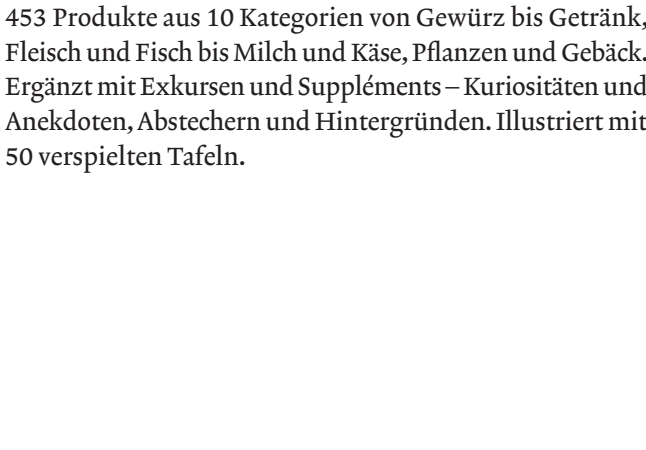 453 Produkte aus 10 Kategorien von Gewürz bis Getränk,
Fleisch und Fisch bis Milch und Käse, Pflanzen und Gebäck.
Ergänzt mit Exkursen und Suppléments – Kuriositäten und
Anekdoten, Abstechern und Hintergründen. Illustriert mit
50 verspielten Tafeln.